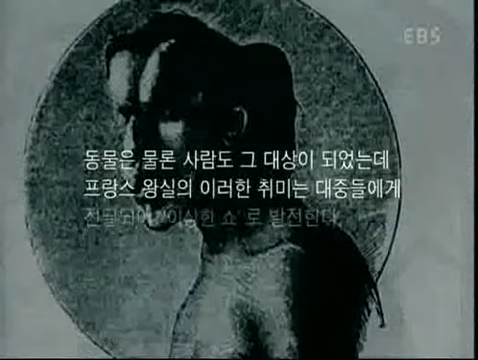 EBS
동물은 물론 사람도 그 대상이 되었는데
프랑스 왕실의 이러한 취미는 대중들에게
전달되어 '이상한 쇼' 로 발전한다